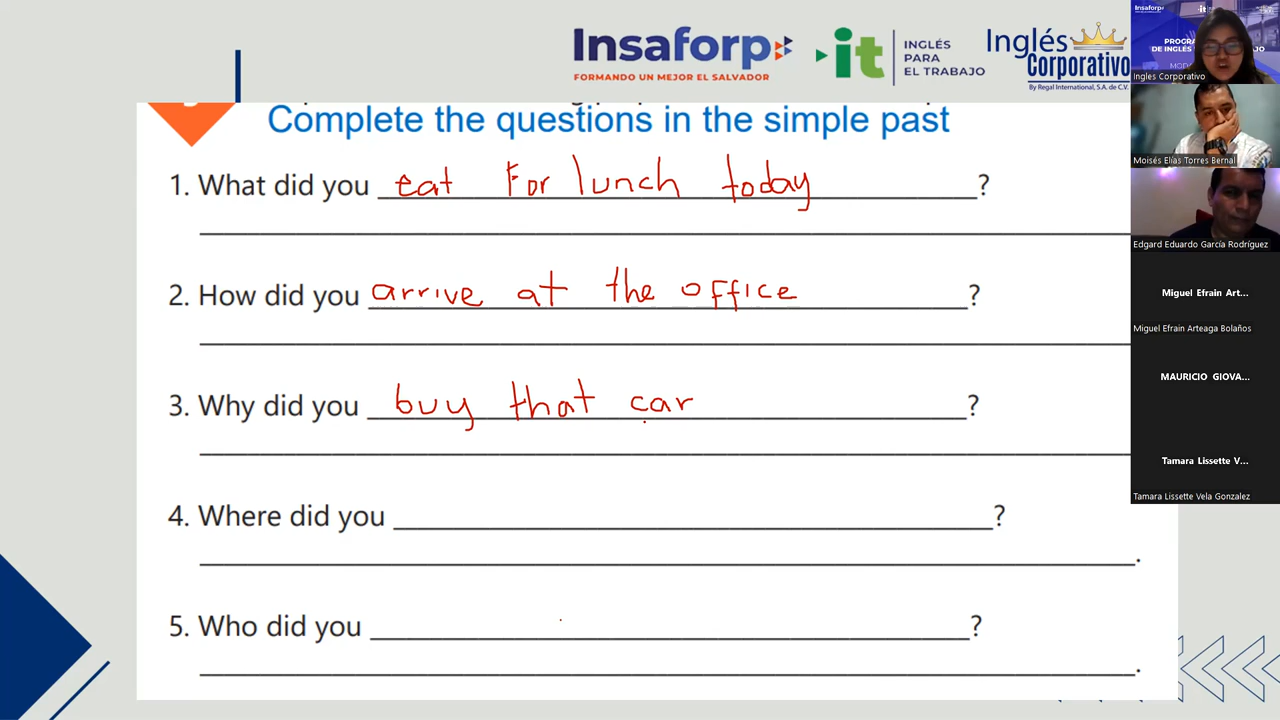 Insaforp
FORMANDO UN MEJOR EL SALVADOR
it
INGLÉS
PARA
EL TRABAJO
Inglés
Corporativo
By Regal International, S.A. de C.V.
Complete the questions in the simple past
1. What did you eat For lunch today ?
2. How did you arrive at the office ?
3. Why did you buy that car ?
4. Where did you ?
.
5. Who did you ?
.
Insaforp it
Ingles Corporativo
Moisés Elías Torres Bernal
Edgard Eduardo García Rodríguez
Miguel Efrain Art...
Miguel Efrain Arteaga Bolaños
MAURICIO GIOVA...
Tamara Lissette V...
Tamara Lissette Vela Gonzalez